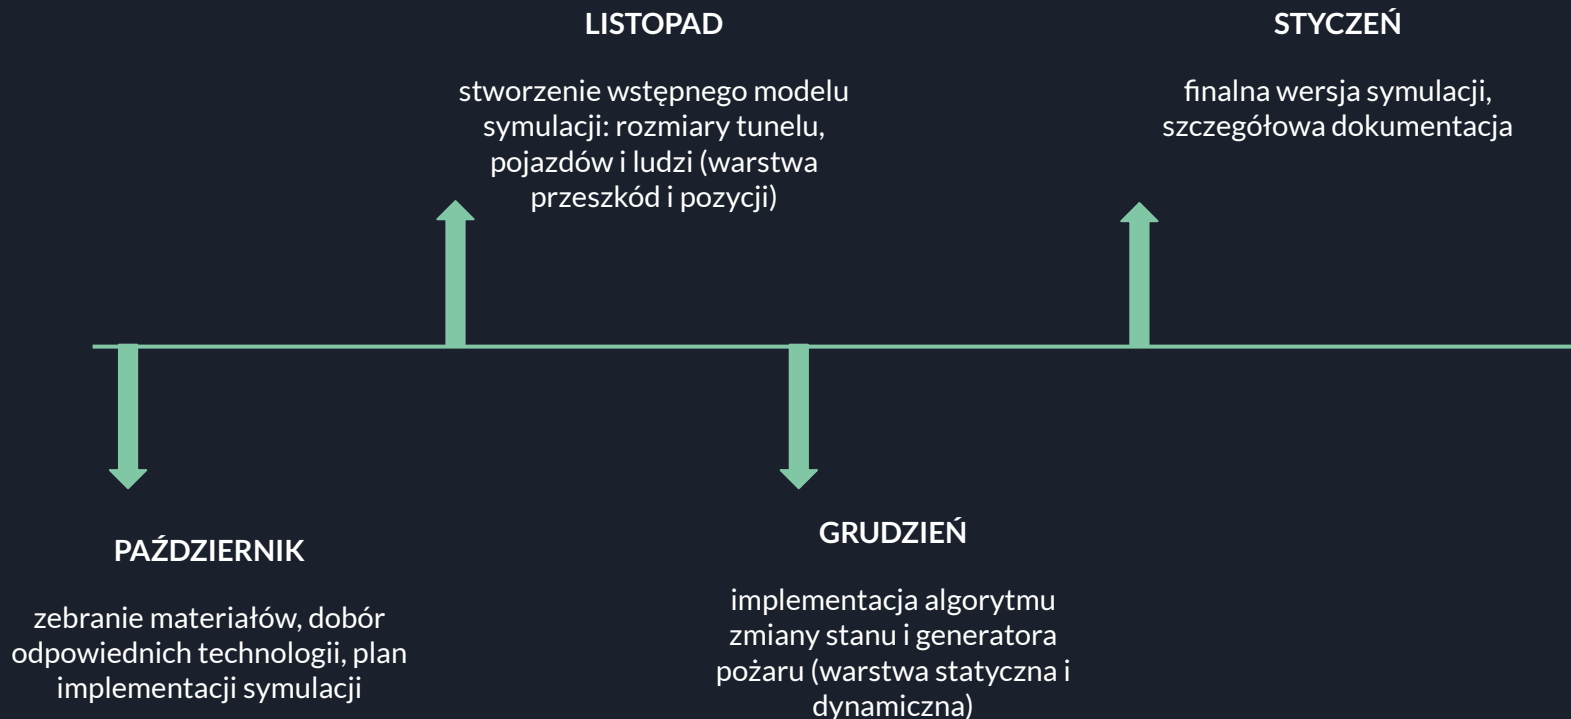 LISTOPAD
stworzenie wstępnego modelu
symulacji: rozmiary tunelu,
pojazdów i ludzi (warstwa
przeszkód i pozycji)
STYCZEŃ
finalna wersja symulacji,
szczegółowa dokumentacja
PAŹDZIERNIK
zebranie materiałów, dobór
odpowiednich technologii, plan
implementacji symulacji
GRUDZIEŃ
implementacja algorytmu
zmiany stanu i generatora
pożaru (warstwa statyczna i
dynamiczna)